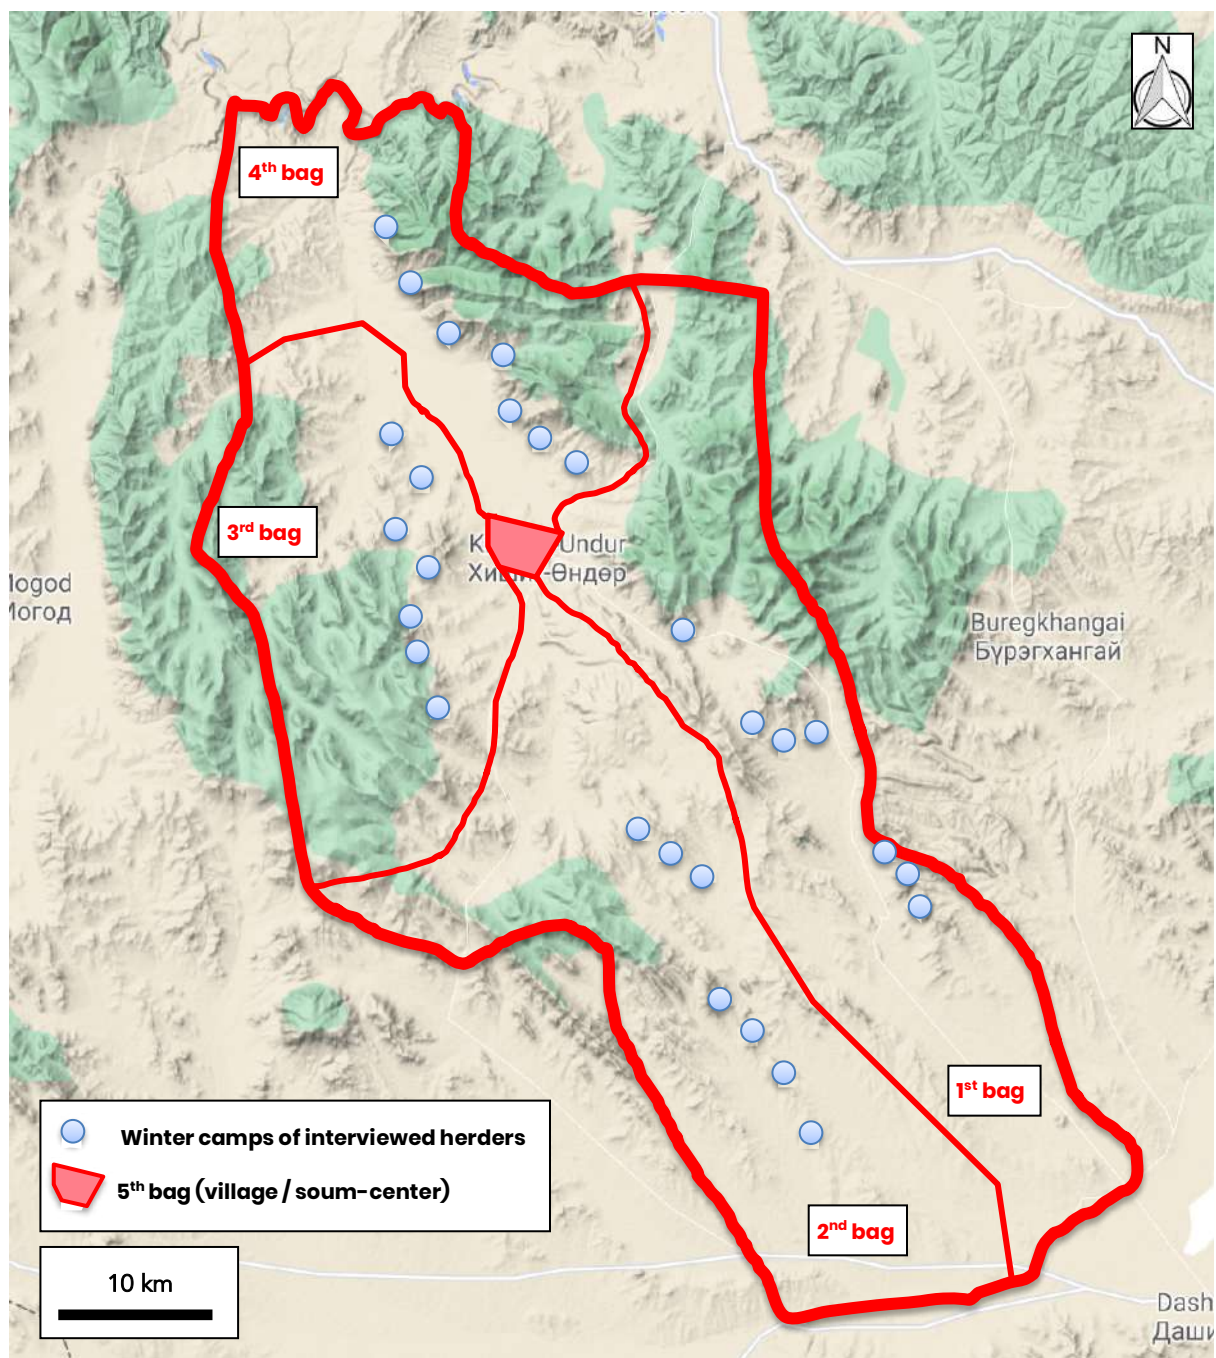 N
4th bag
3rd bag
Undur
-Өндөр
Mogod
Могод
Buregkhangai
Бүрэгхангай
1st bag
2nd bag
Winter camps of interviewed herders
5th bag (village / soum-center)
10 km
Dash
Даши